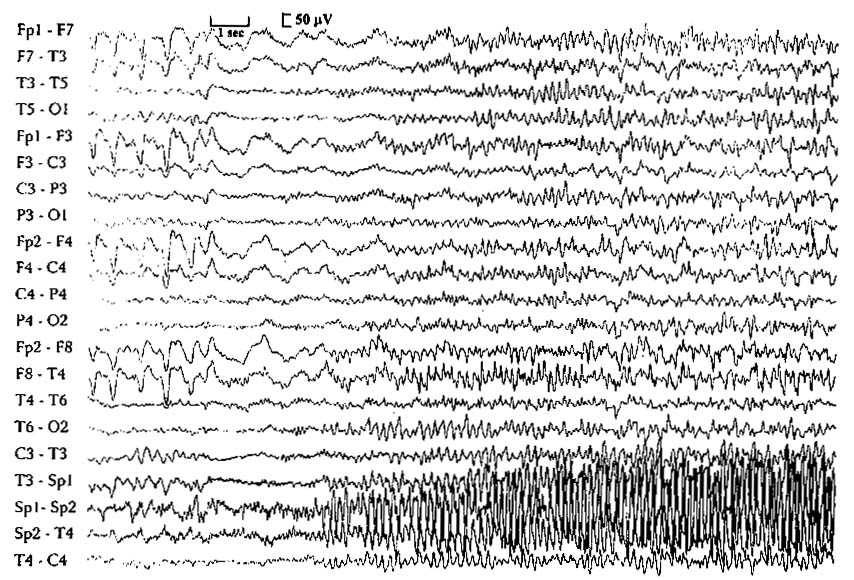 50 μV
1 sec
Fp1 - F7
F7 - T3
T3 - T5
T5 - O1
Fp1 - F3
F3 - C3
C3 - P3
P3 - O1
Fp2 - F4
F4 - C4
C4 - P4
P4 - O2
Fp2 - F8
F8 - T4
T4 - T6
T6 - O2
C3 - T3
T3 - Sp1
Sp1 - Sp2
Sp2 - T4
T4 - C4